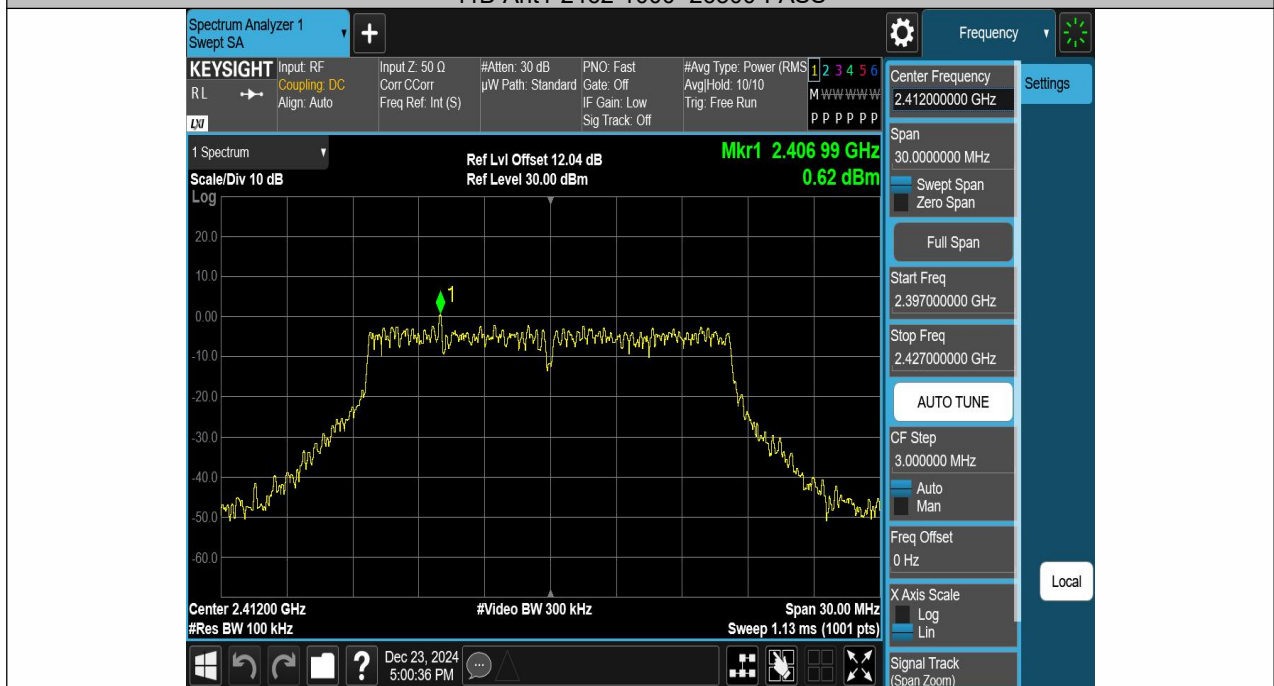 Spectrum Analyzer 1
Swept SA
+
Frequency
KEYSIGHT
RL
LXI
Input: RF
Coupling: DC
Align: Auto
Input Z: 50 Ω
Corr CCorr
Freq Ref: Int (S)
#Atten: 30 dB
µW Path: Standard
PNO: Fast
Gate: Off
IF Gain: Low
Sig Track: Off
#Avg Type: Power (RMS
Avg|Hold: 10/10
Trig: Free Run
1 2 3 4 5 6
M W W W W W
P P P P P P
Center Frequency
2.412000000 GHz
Settings
Span
30.0000000 MHz
Swept Span
Zero Span
Full Span
Start Freq
2.397000000 GHz
Stop Freq
2.427000000 GHz
AUTO TUNE
CF Step
3.000000 MHz
Auto
Man
Freq Offset
0 Hz
X Axis Scale
Log
Lin
Signal Track
(Span Zoom)
Local
1 Spectrum
Scale/Div 10 dB
Log
Ref Lvl Offset 12.04 dB
Ref Level 30.00 dBm
Mkr1 2.406 99 GHz
0.62 dBm
20.0
10.0
0.00
-10.0
-20.0
-30.0
-40.0
-50.0
-60.0
1
Center 2.41200 GHz
#Res BW 100 kHz
#Video BW 300 kHz
Span 30.00 MHz
Sweep 1.13 ms (1001 pts)
?
Dec 23, 2024
5:00:36 PM